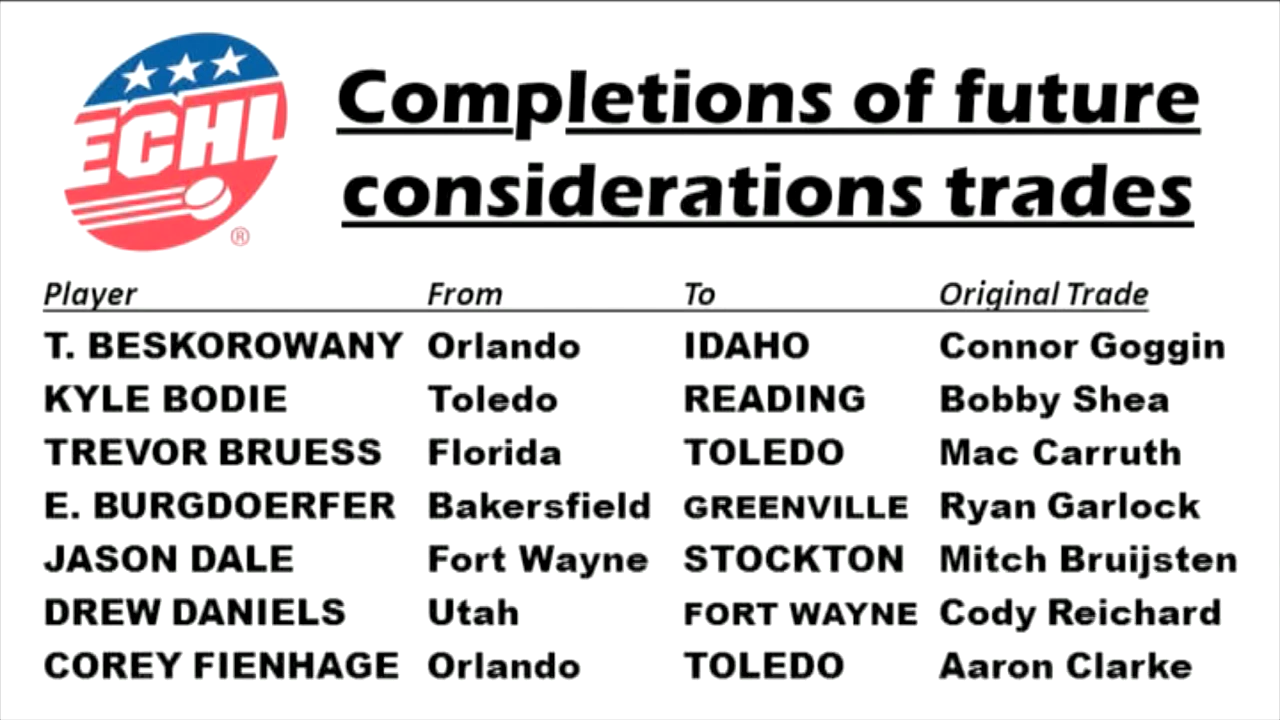 ECHL
®
Completions of future
considerations trades
Player From To Original Trade
T. BESKOROWANY Orlando IDAHO Connor Goggin
KYLE BODIE Toledo READING Bobby Shea
TREVOR BRUESS Florida TOLEDO Mac Carruth
E. BURGDOERFER Bakersfield GREENVILLE Ryan Garlock
JASON DALE Fort Wayne STOCKTON Mitch Bruijsten
DREW DANIELS Utah FORT WAYNE Cody Reichard
COREY FIENHAGE Orlando TOLEDO Aaron Clarke